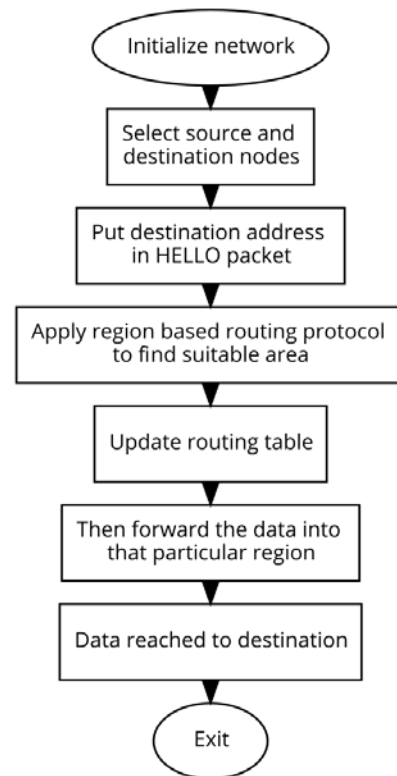 Initialize network
Select source and
destination nodes
Put destination address
in HELLO packet
Apply region based routing protocol
to find suitable area
Update routing table
Then forward the data into
that particular region
Data reached to destination
Exit